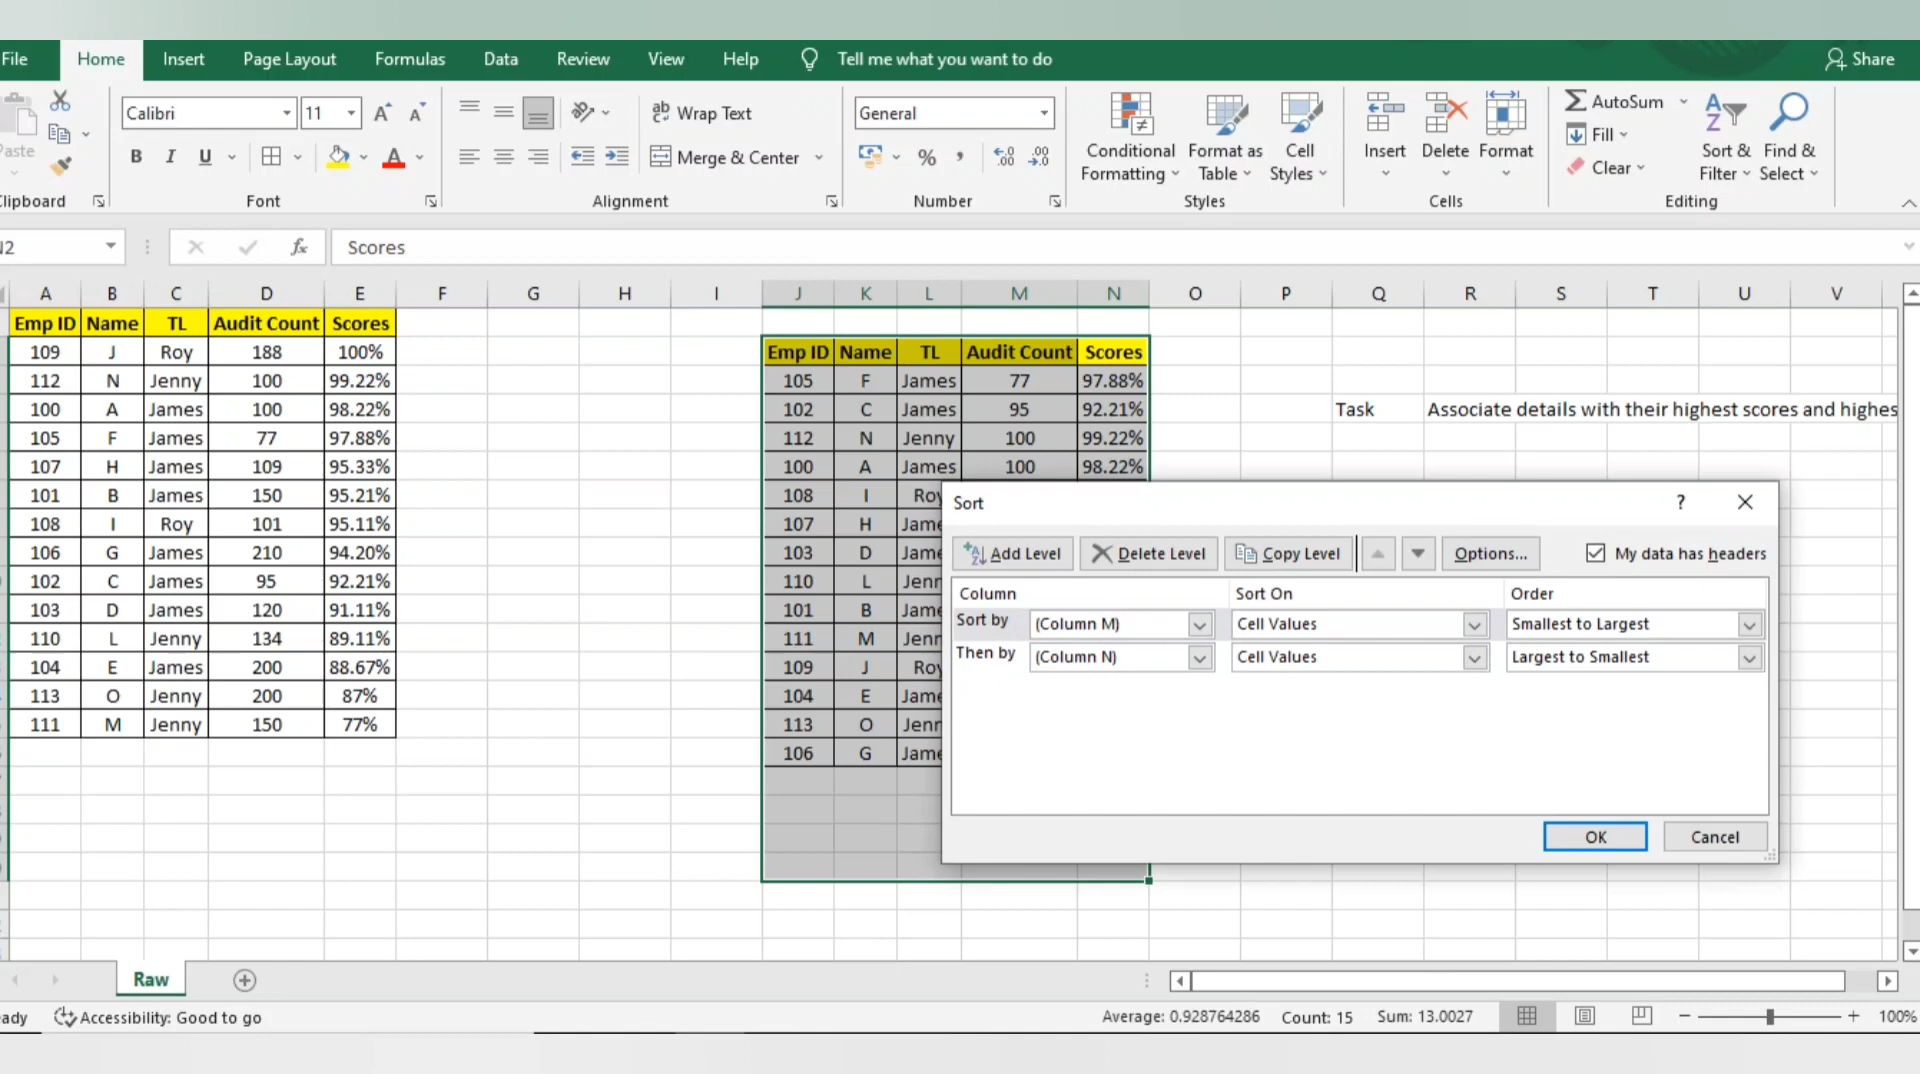 File Home Insert Page Layout Formulas Data Review View Help Tell me what you want to do Share
Calibri 11 Wrap Text General AutoSum
Fill
B I U Merge & Center % Conditional Formatting Format as Table Cell Styles Insert Delete Format Clear Sort & Filter Find & Select
Font Alignment Number Styles Cells Editing
fx Scores
A B C D E F G H I J K L M N O P Q R S T U V
Emp ID Name TL Audit Count Scores
109 J Roy 188 100%
112 N Jenny 100 99.22%
100 A James 100 98.22%
105 F James 77 97.88%
107 H James 109 95.33%
101 B James 150 95.21%
108 I Roy 101 95.11%
106 G James 210 94.20%
102 C James 95 92.21%
103 D James 120 91.11%
110 L Jenny 134 89.11%
104 E James 200 88.67%
113 O Jenny 200 87%
111 M Jenny 150 77%
Emp ID Name TL Audit Count Scores
105 F James 77 97.88%
102 C James 95 92.21%
112 N Jenny 100 99.22%
100 A James 100 98.22%
108 I Roy
107 H Jame
103 D Jame
110 L Jenn
101 B Jame
111 M Jenn
109 J Roy
104 E Jame
113 O Jenn
106 G Jame
Task Associate details with their highest scores and highes
Sort ?
Add Level Delete Level Copy Level Options... My data has headers
Column Sort On Order
Sort by (Column M) Cell Values Smallest to Largest
Then by (Column N) Cell Values Largest to Smallest
OK Cancel
Raw
Accessibility: Good to go Average: 0.928764286 Count: 15 Sum: 13.0027 100%